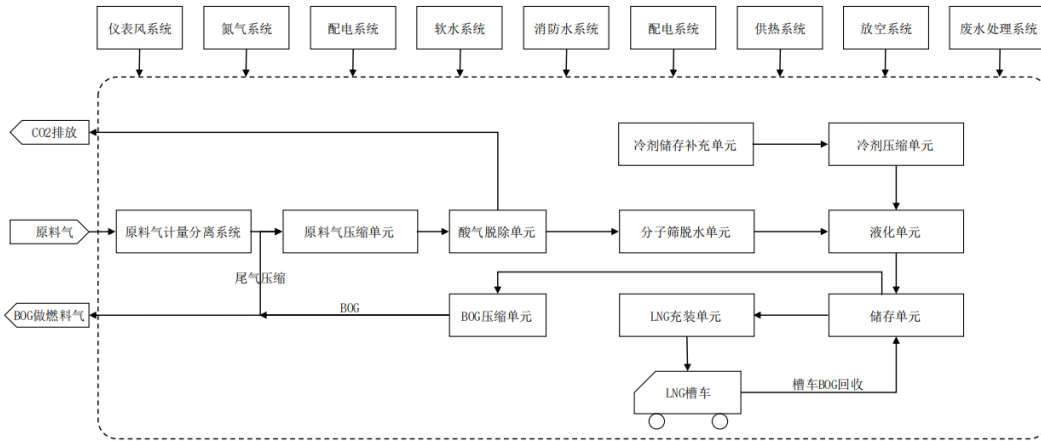 仪表风系统
氮气系统
配电系统
软水系统
消防水系统
配电系统
供热系统
放空系统
废水处理系统
CO2排放
冷剂储存补充单元
冷剂压缩单元
原料气
原料气计量分离系统
原料气压缩单元
酸气脱除单元
分子筛脱水单元
液化单元
尾气压缩
BOG做燃料气
BOG
BOG压缩单元
LNG充装单元
储存单元
LNG槽车
槽车BOG回收